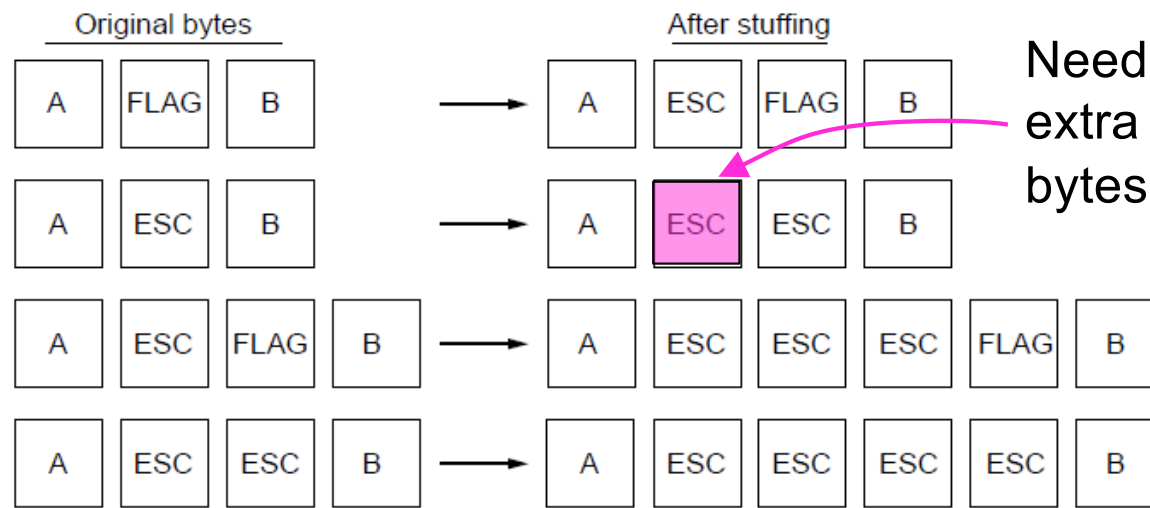 Original bytes After stuffing
Need extra bytes
A FLAG B A ESC FLAG B
A ESC B A ESC ESC B
A ESC FLAG B A ESC ESC ESC FLAG B
A ESC ESC B A ESC ESC ESC ESC B